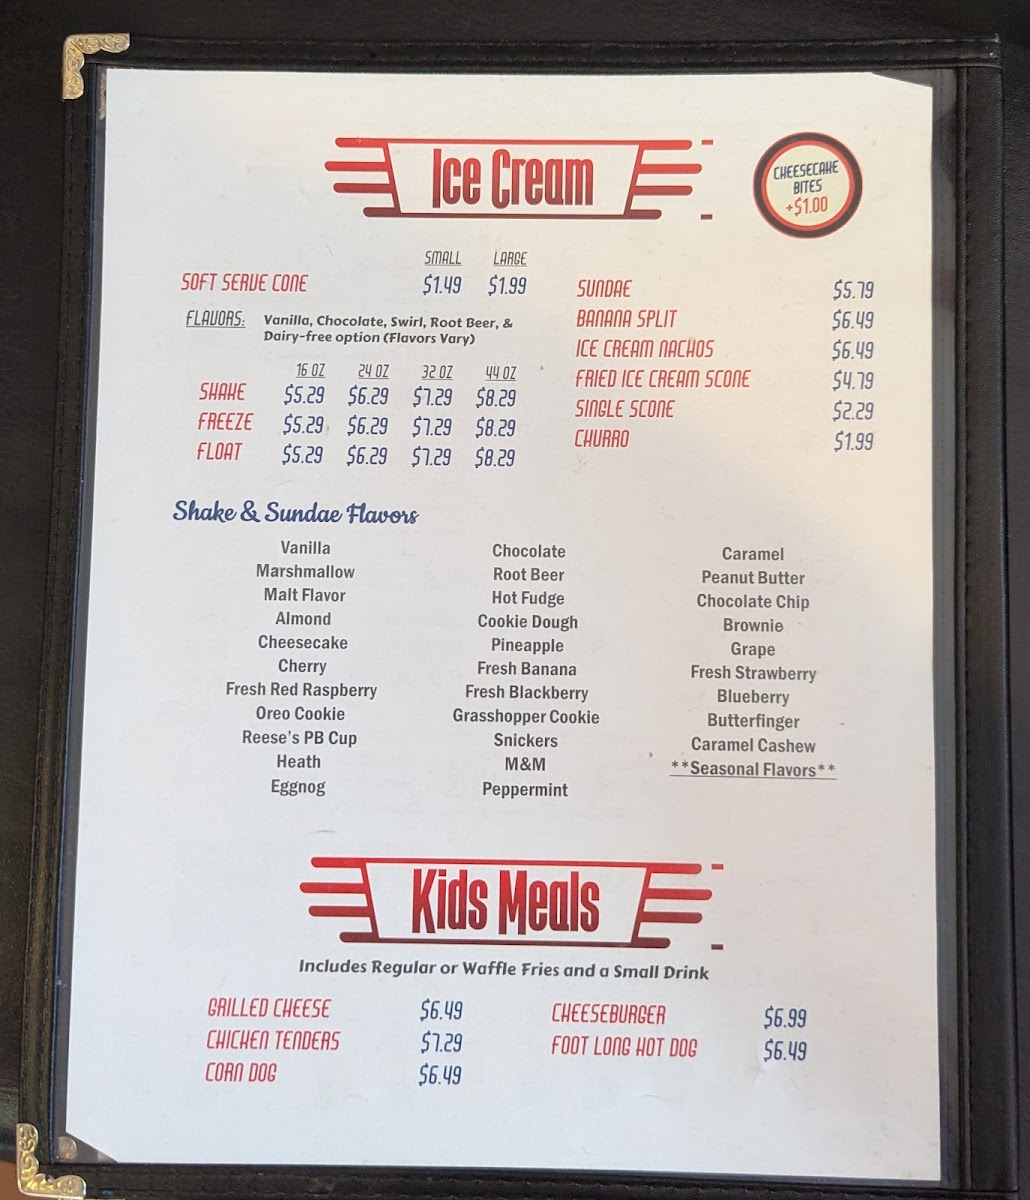 Ice Cream
CHEESECAKE
BITES
+$1.00
SMALL LARGE
SOFT SERVE CONE $1.49 $1.99
FLAVORS: Vanilla, Chocolate, Swirl, Root Beer, &
Dairy-free option (Flavors Vary)
16 OZ 24 OZ 32 OZ 44 OZ
SHAKE $5.29 $6.29 $7.29 $8.29
FREEZE $5.29 $6.29 $7.29 $8.29
FLOAT $5.29 $6.29 $7.29 $8.29
SUNDAE $5.79
BANANA SPLIT $6.49
ICE CREAM NACHOS $6.49
FRIED ICE CREAM SCONE $4.79
SINGLE SCONE $2.29
CHURRO $1.99
Shake & Sundae Flavors
Vanilla
Marshmallow
Malt Flavor
Almond
Cheesecake
Cherry
Fresh Red Raspberry
Oreo Cookie
Reese's PB Cup
Heath
Eggnog
Chocolate
Root Beer
Hot Fudge
Cookie Dough
Pineapple
Fresh Banana
Fresh Blackberry
Grasshopper Cookie
Snickers
M&M
Peppermint
Caramel
Peanut Butter
Chocolate Chip
Brownie
Grape
Fresh Strawberry
Blueberry
Butterfinger
Caramel Cashew
**Seasonal Flavors**
Kids Meals
Includes Regular or Waffle Fries and a Small Drink
GRILLED CHEESE $6.49
CHICKEN TENDERS $7.29
CORN DOG $6.49
CHEESEBURGER $6.99
FOOT LONG HOT DOG $6.49